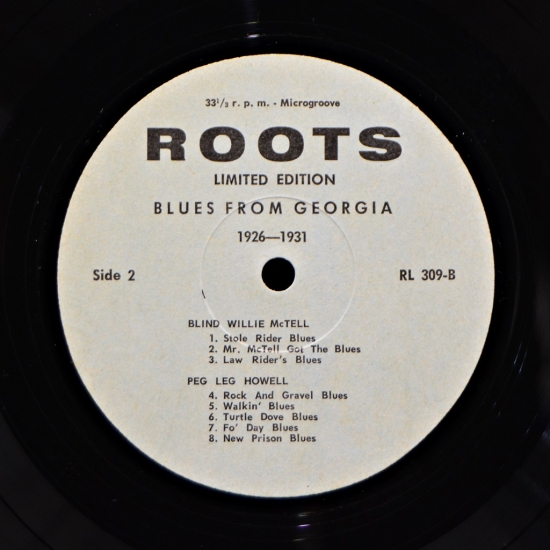 33 1/3 r. p. m. - Microgroove
ROOTS
LIMITED EDITION
BLUES FROM GEORGIA
1926—1931
Side 2
RL 309-B
BLIND WILLIE McTELL
1. Stole Rider Blues
2. Mr. McTell Got The Blues
3. Law Rider's Blues
PEG LEG HOWELL
4. Rock And Gravel Blues
5. Walkin' Blues
6. Turtle Dove Blues
7. Fo' Day Blues
8. New Prison Blues